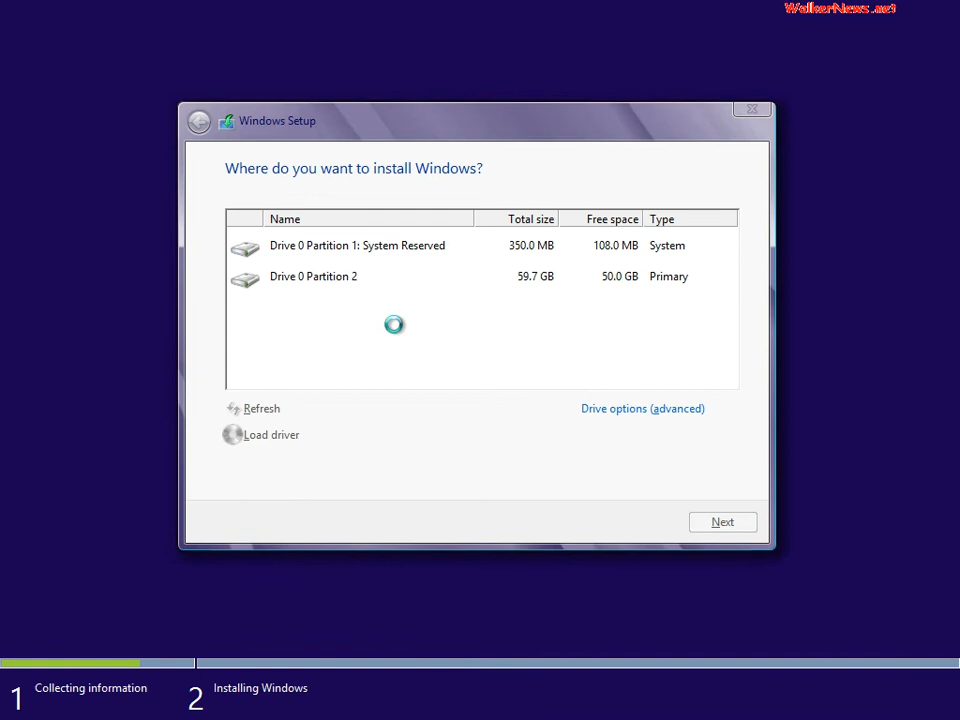 WalkerNews.net
Windows Setup
Where do you want to install Windows?
Name Total size Free space Type
Drive 0 Partition 1: System Reserved 350.0 MB 108.0 MB System
Drive 0 Partition 2 59.7 GB 50.0 GB Primary
Refresh Drive options (advanced)
Load driver
Next
1 Collecting information 2 Installing Windows